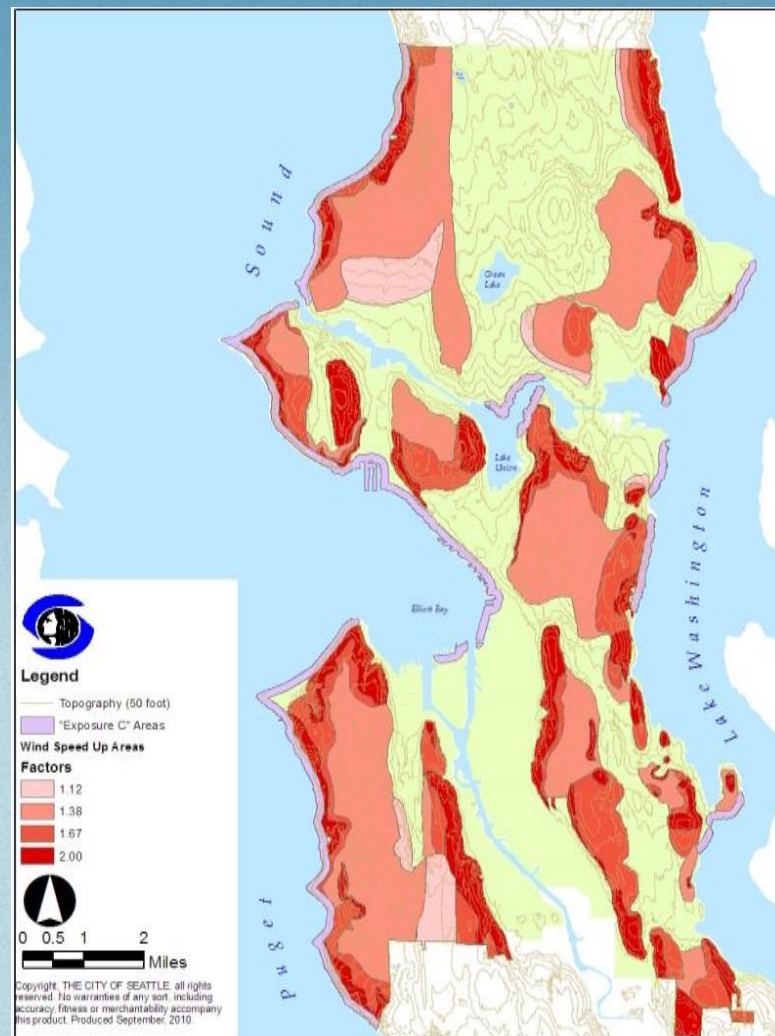 Sound
Green
Lake
Lake
Union
Lake Washington
Elliott Bay
Puget
Legend
Topography (50 foot)
"Exposure C" Areas
Wind Speed Up Areas
Factors
1.12
1.38
1.67
2.00
0 0.5 1 2
Miles
Copyright, THE CITY OF SEATTLE, all rights
reserved. No warranties of any sort, including
accuracy, fitness or merchantability accompany
this product. Produced September, 2010.